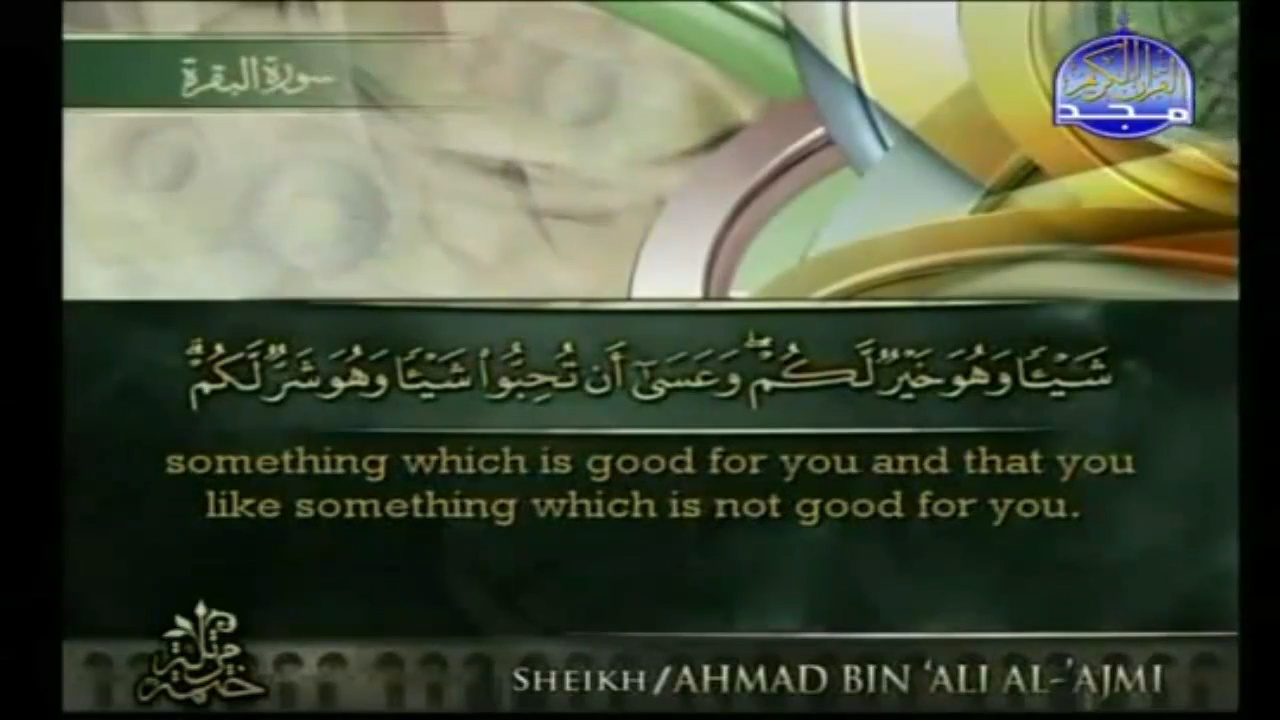 سورة البقرة
القرآن الكريم
مجد
شَيْـًٔا وَهُوَ خَيْرٌ لَّكُمْ ۖ وَعَسَىٰٓ أَن تُحِبُّوا۟ شَيْـًٔا وَهُوَ شَرٌّ لَّكُمْ ۗ
something which is good for you and that you
like something which is not good for you.
ختمة مرتلة
SHEIKH/AHMAD BIN ‘ALI AL-’AJMI